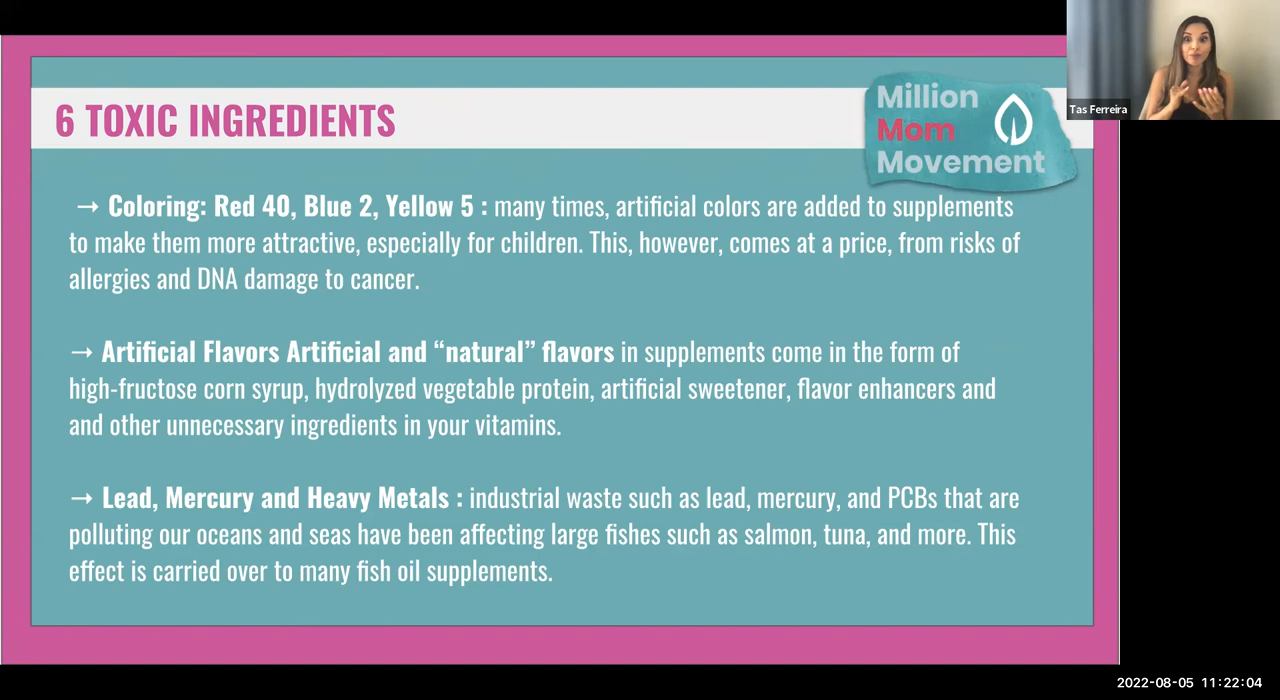 6 TOXIC INGREDIENTS
Million
Mom
Movement
Tas Ferreira
→ Coloring: Red 40, Blue 2, Yellow 5 : many times, artificial colors are added to supplements
to make them more attractive, especially for children. This, however, comes at a price, from risks of
allergies and DNA damage to cancer.
→ Artificial Flavors Artificial and “natural” flavors in supplements come in the form of
high-fructose corn syrup, hydrolyzed vegetable protein, artificial sweetener, flavor enhancers and
and other unnecessary ingredients in your vitamins.
→ Lead, Mercury and Heavy Metals : industrial waste such as lead, mercury, and PCBs that are
polluting our oceans and seas have been affecting large fishes such as salmon, tuna, and more. This
effect is carried over to many fish oil supplements.
2022-08-05 11:22:04